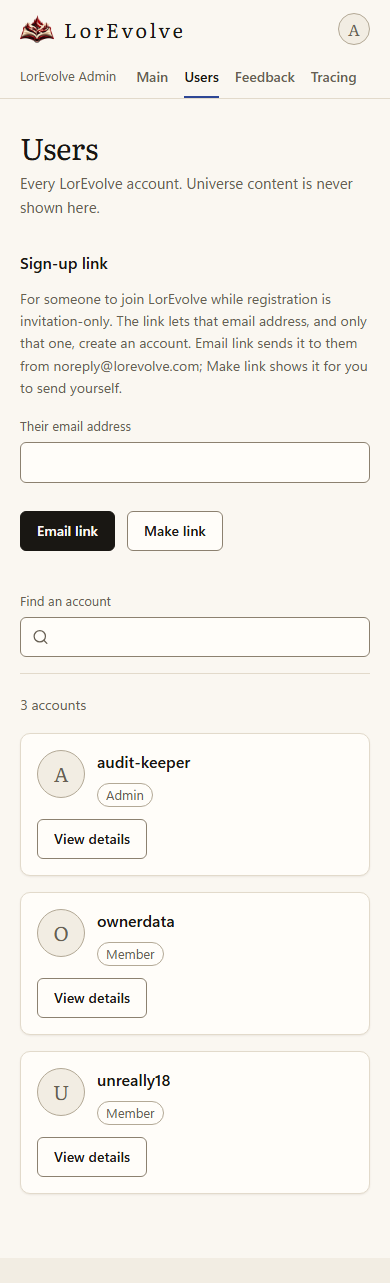 LorEvolve
A
LorEvolve Admin Main Users Feedback Tracing
Users
Every LorEvolve account. Universe content is never
shown here.
Sign-up link
For someone to join LorEvolve while registration is
invitation-only. The link lets that email address, and only
that one, create an account. Email link sends it to them
from noreply@lorevolve.com; Make link shows it for you
to send yourself.
Their email address
Email link Make link
Find an account
3 accounts
A
audit-keeper
Admin
View details
O
ownerdata
Member
View details
U
unreally18
Member
View details